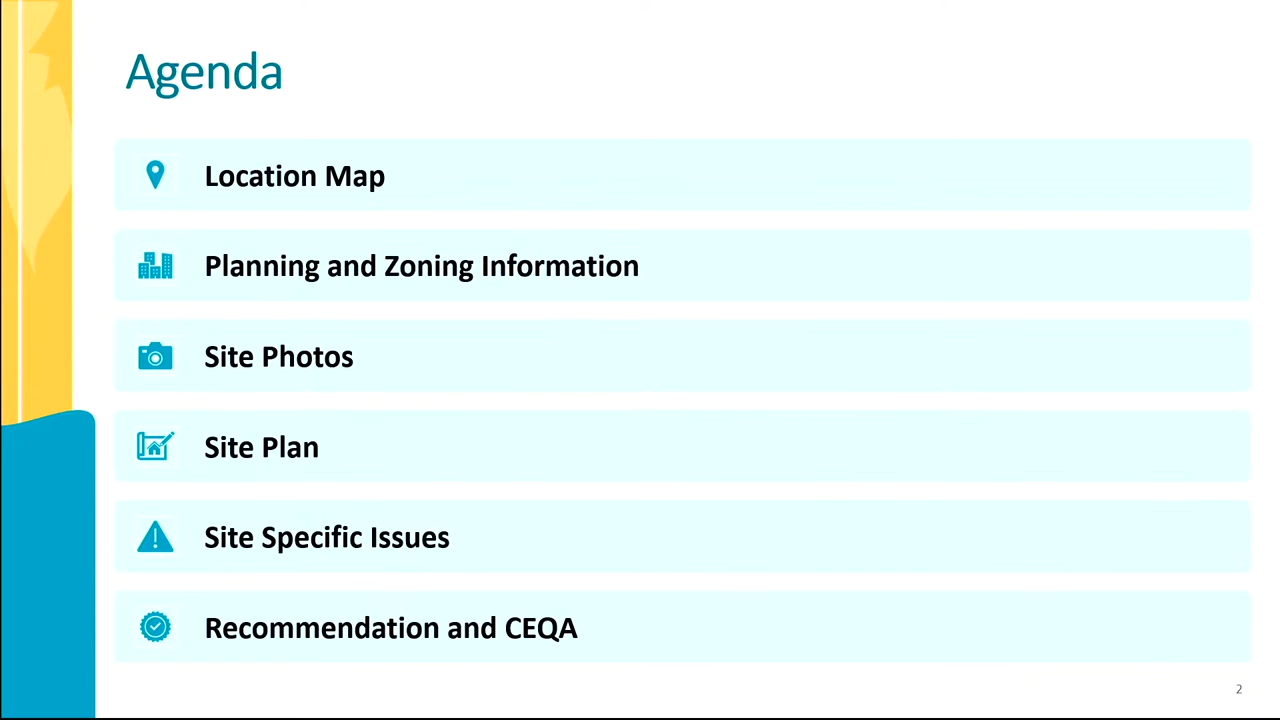 Agenda
Location Map
Planning and Zoning Information
Site Photos
Site Plan
Site Specific Issues
Recommendation and CEQA
2